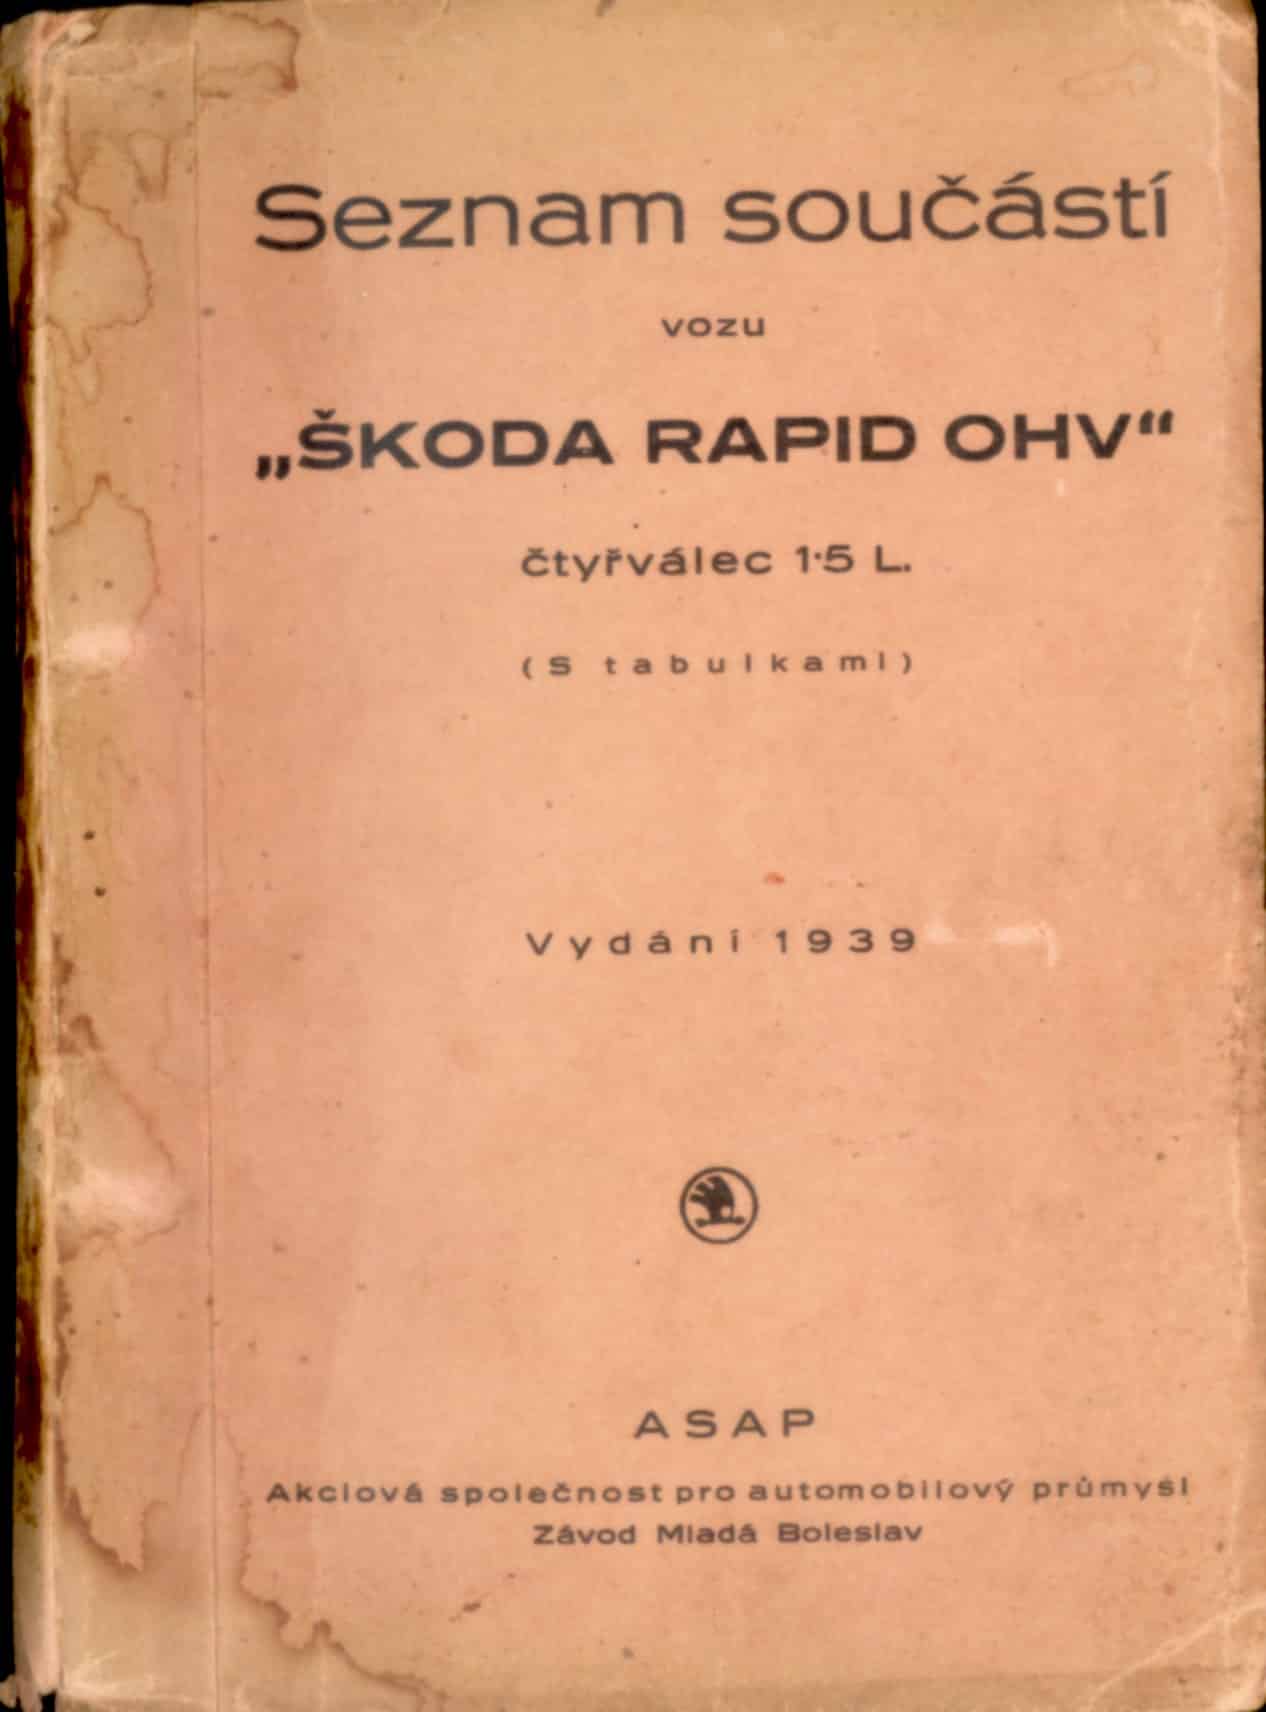 Seznam součástí
vozu
„ŠKODA RAPID OHV“
čtyřválec 1·5 L.
(S tabulkami)
Vydání 1939
ASAP
Akciová společnost pro automobilový průmysl
Závod Mladá Boleslav